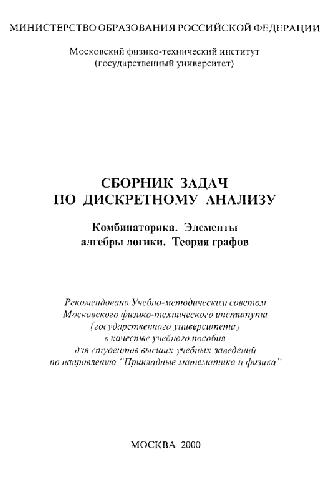 МИНИСТЕРСТВО ОБРАЗОВАНИЯ РОССИЙСКОЙ ФЕДЕРАЦИИ
Московский физико-технический институт
(государственный университет)
СБОРНИК ЗАДАЧ
ПО ДИСКРЕТНОМУ АНАЛИЗУ
Комбинаторика. Элементы
алгебры логики. Теория графов
Рекомендовано Учебно-методическим советом
Московского физико-технического института
(государственного университета)
в качестве учебного пособия
для студентов высших учебных заведений
по направлению "Прикладные математика и физика"
МОСКВА 2000